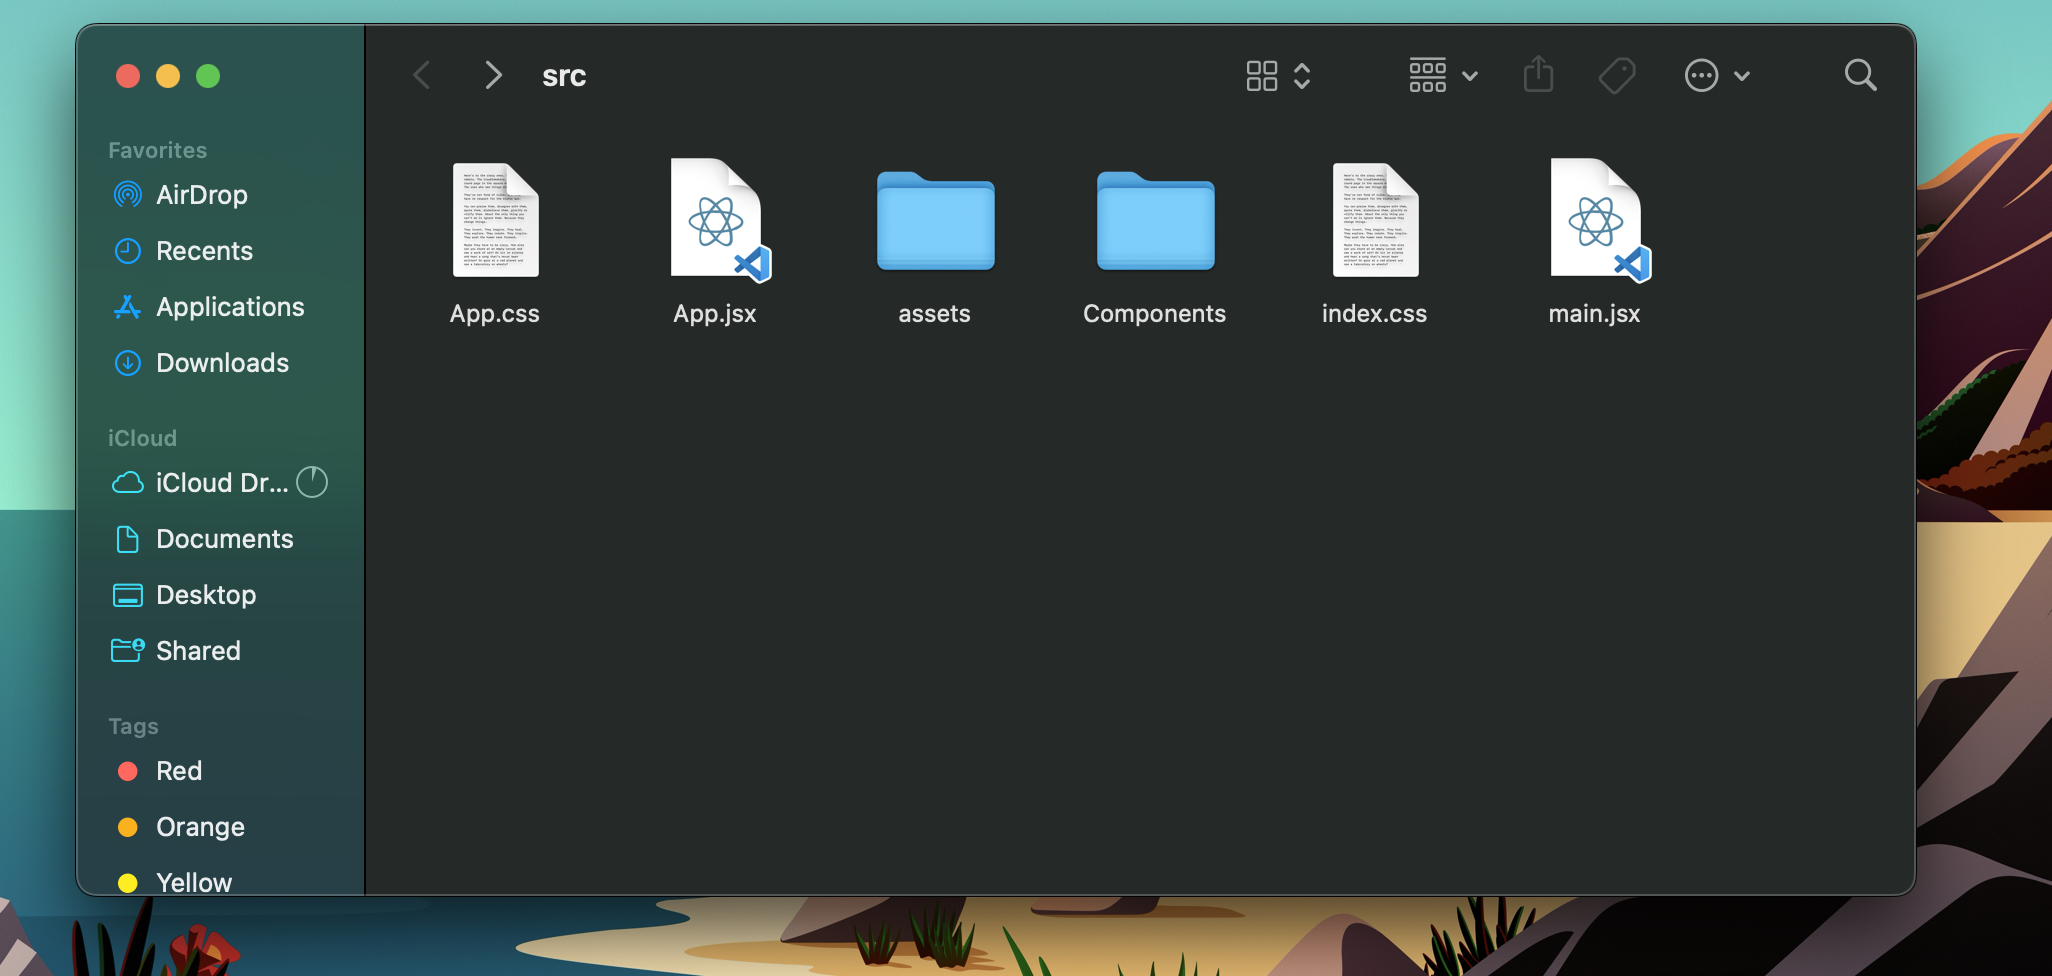 src
Favorites
AirDrop
Recents
Applications
Downloads
iCloud
iCloud Dr...
Documents
Desktop
Shared
Tags
Red
Orange
Yellow
App.css
App.jsx
assets
Components
index.css
main.jsx